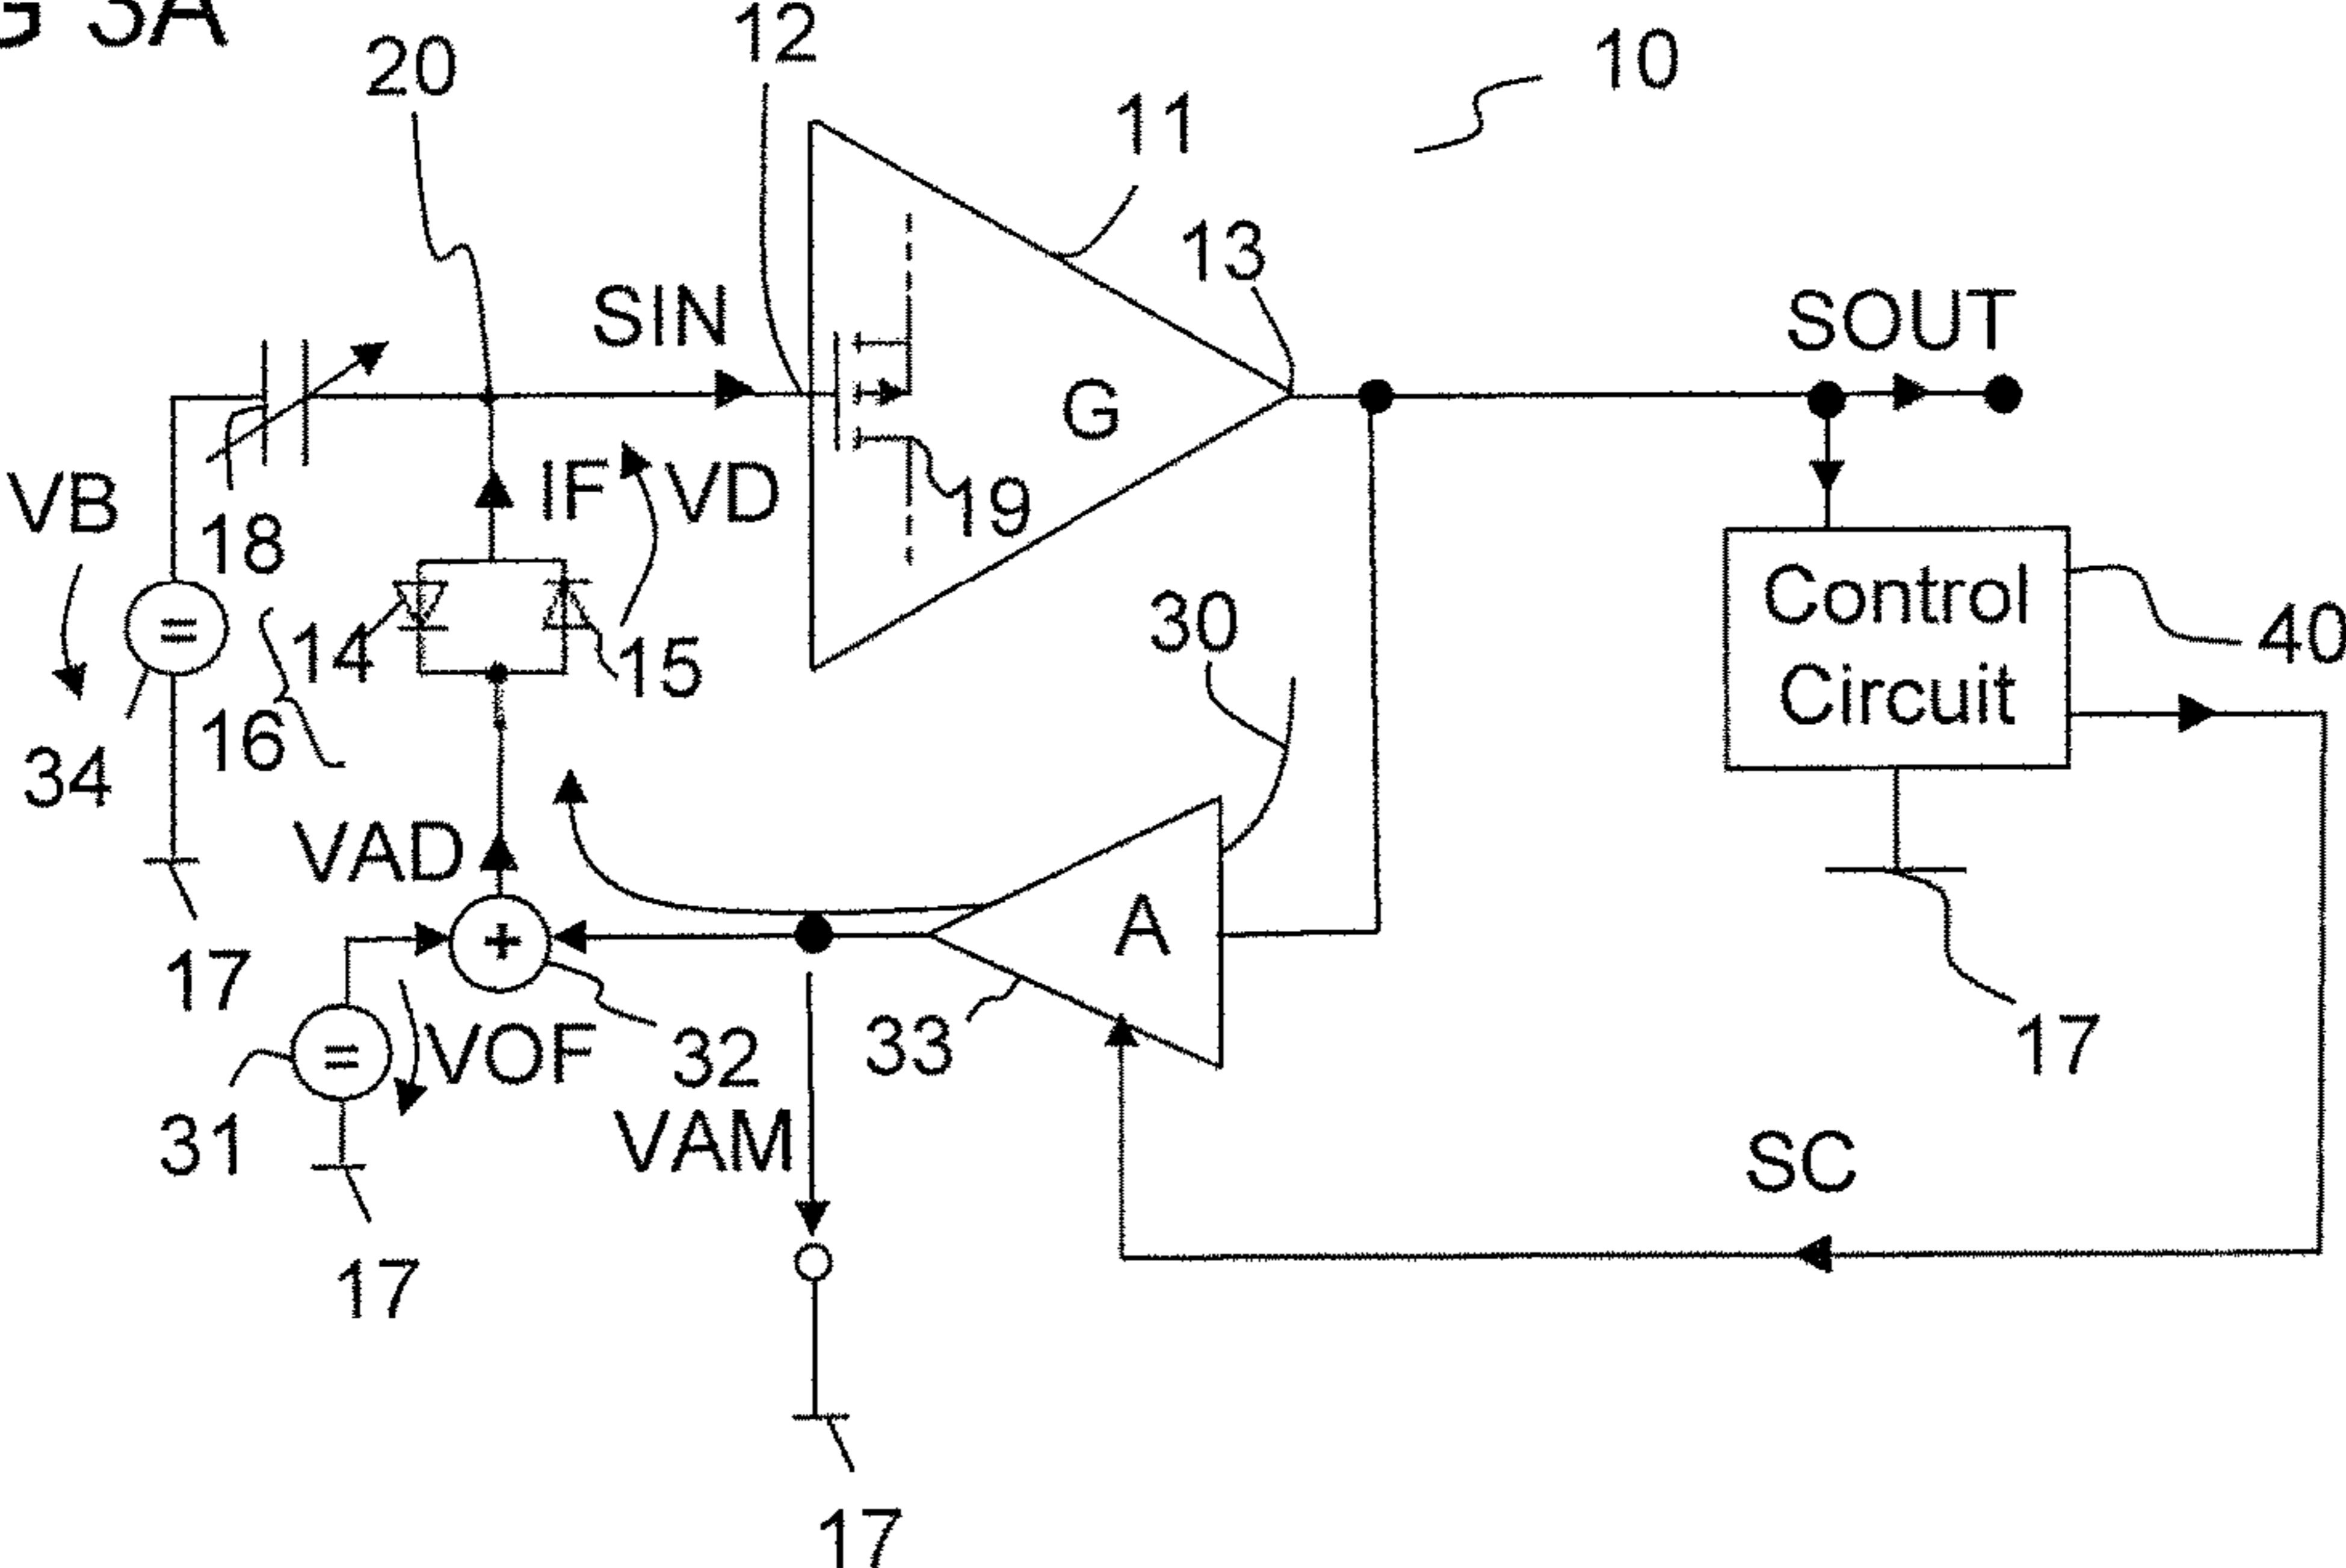 G 3A
20
12
10
11
13
SIN
SOUT
G
VB
IF
VD
19
18
14
15
30
Control
Circuit
40
16
34
VAD
A
17
+
=
=
VOF
32
33
17
31
VAM
SC
17
17